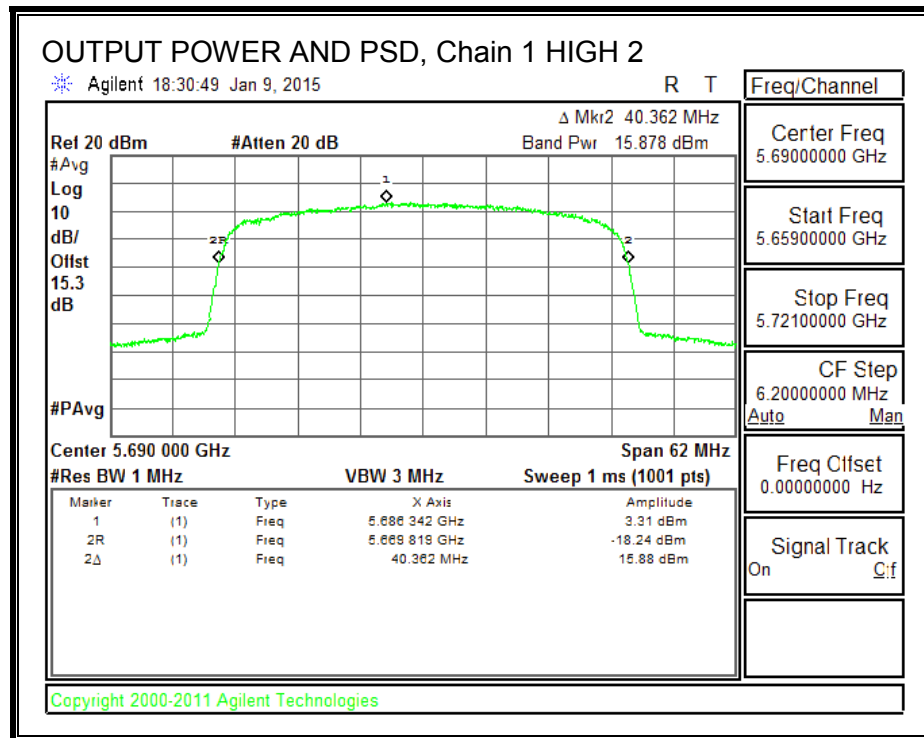 OUTPUT POWER AND PSD, Chain 1 HIGH 2
Agilent 18:30:49 Jan 9, 2015 R T
Δ Mkr2 40.362 MHz
Ref 20 dBm #Atten 20 dB Band Pwr 15.878 dBm
#Avg
Log
10
dB/
Offst
15.3
dB
#PAvg
1
2R
2
Center 5.690 000 GHz Span 62 MHz
#Res BW 1 MHz VBW 3 MHz Sweep 1 ms (1001 pts)
Marker Trace Type X Axis Amplitude
1 (1) Freq 5.686 342 GHz 3.31 dBm
2R (1) Freq 5.669 819 GHz -18.24 dBm
2Δ (1) Freq 40.362 MHz 15.88 dBm
Freq/Channel
Center Freq
5.69000000 GHz
Start Freq
5.65900000 GHz
Stop Freq
5.72100000 GHz
CF Step
6.20000000 MHz
Auto Man
Freq Offset
0.00000000 Hz
Signal Track
On Off
Copyright 2000-2011 Agilent Technologies